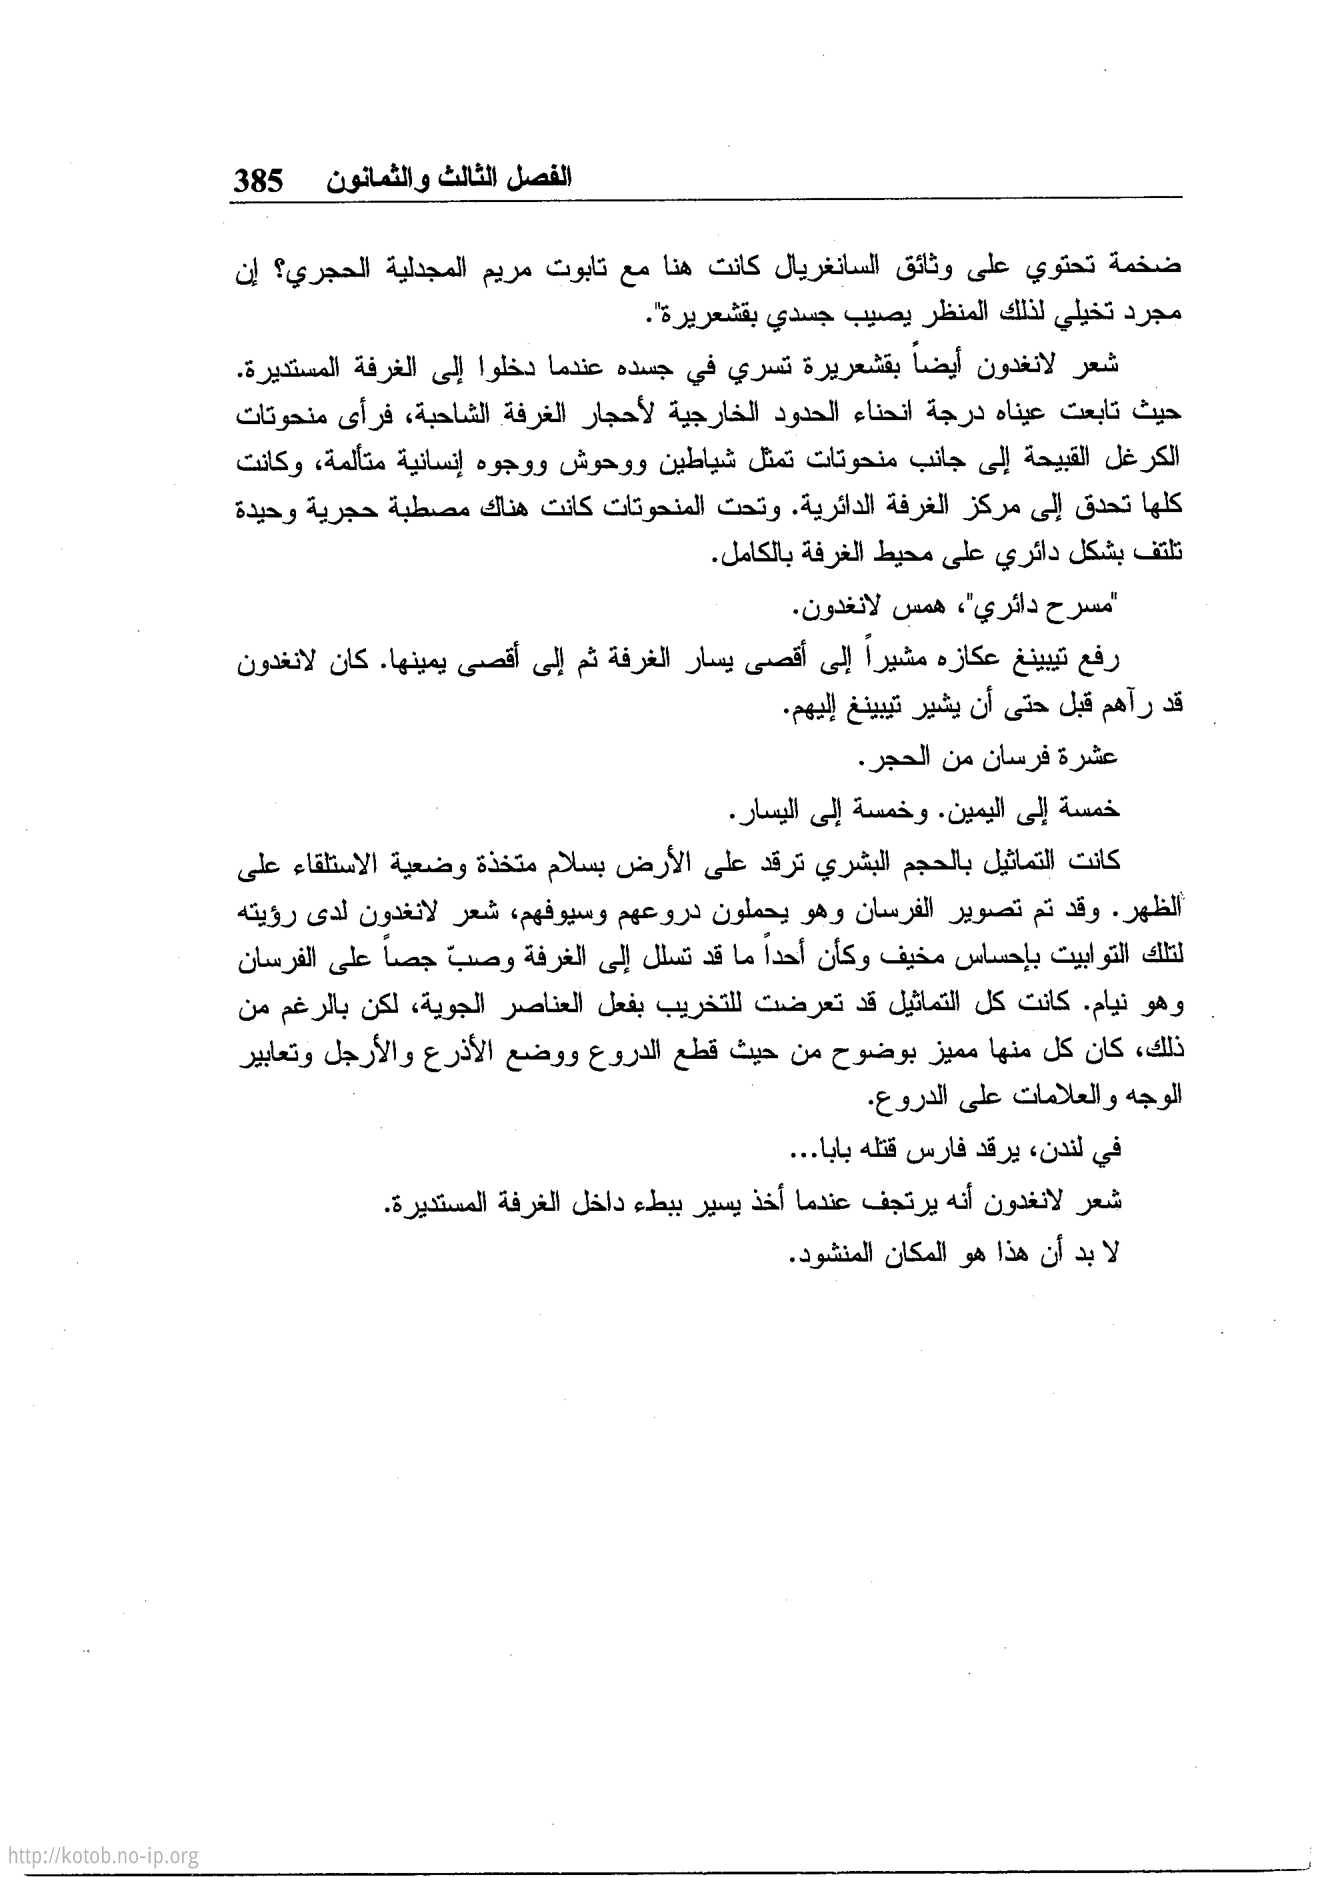 الفصل الثالث والثمانون 385
ضخمة تحتوي على وثائق السانغريال كانت هنا مع تابوت مريم المجدلية الحجري؟ إن
مجرد تخيلي لذلك المنظر يصيب جسدي بقشعريرة".
شعر لانغدون أيضاً بقشعريرة تسري في جسده عندما دخلوا إلى الغرفة المستديرة.
حيث تابعت عيناه درجة انحناء الحدود الخارجية لأحجار الغرفة الشاحبة، فرأى منحوتات
الكرغل القبيحة إلى جانب منحوتات تمثل شياطين ووحوش ووجوه إنسانية متألمة، وكانت
كلها تحدق إلى مركز الغرفة الدائرية. وتحت المنحوتات كانت هناك مصطبة حجرية وحيدة
تلتف بشكل دائري على محيط الغرفة بالكامل.
"مسرح دائري"، همس لانغدون.
رفع تيبينغ عكازه مشيراً إلى أقصى يسار الغرفة ثم إلى أقصى يمينها. كان لانغدون
قد رآهم قبل حتى أن يشير تيبينغ إليهم.
عشرة فرسان من الحجر.
خمسة إلى اليمين. وخمسة إلى اليسار.
كانت التماثيل بالحجم البشري ترقد على الأرض بسلام متخذة وضعية الاستلقاء على
الظهر. وقد تم تصوير الفرسان وهو يحملون دروعهم وسيوفهم، شعر لانغدون لدى رؤيته
لتلك التوابيت بإحساس مخيف وكأن أحداً ما قد تسلل إلى الغرفة وصبّ جصاً على الفرسان
وهو نيام. كانت كل التماثيل قد تعرضت للتخريب بفعل العناصر الجوية، لكن بالرغم من
ذلك، كان كل منها مميز بوضوح من حيث قطع الدروع ووضع الأذرع والأرجل وتعابير
الوجه والعلامات على الدروع.
في لندن، يرقد فارس قتله بابا...
شعر لانغدون أنه يرتجف عندما أخذ يسير ببطء داخل الغرفة المستديرة.
لا بد أن هذا هو المكان المنشود.
http://kotob.no-ip.org